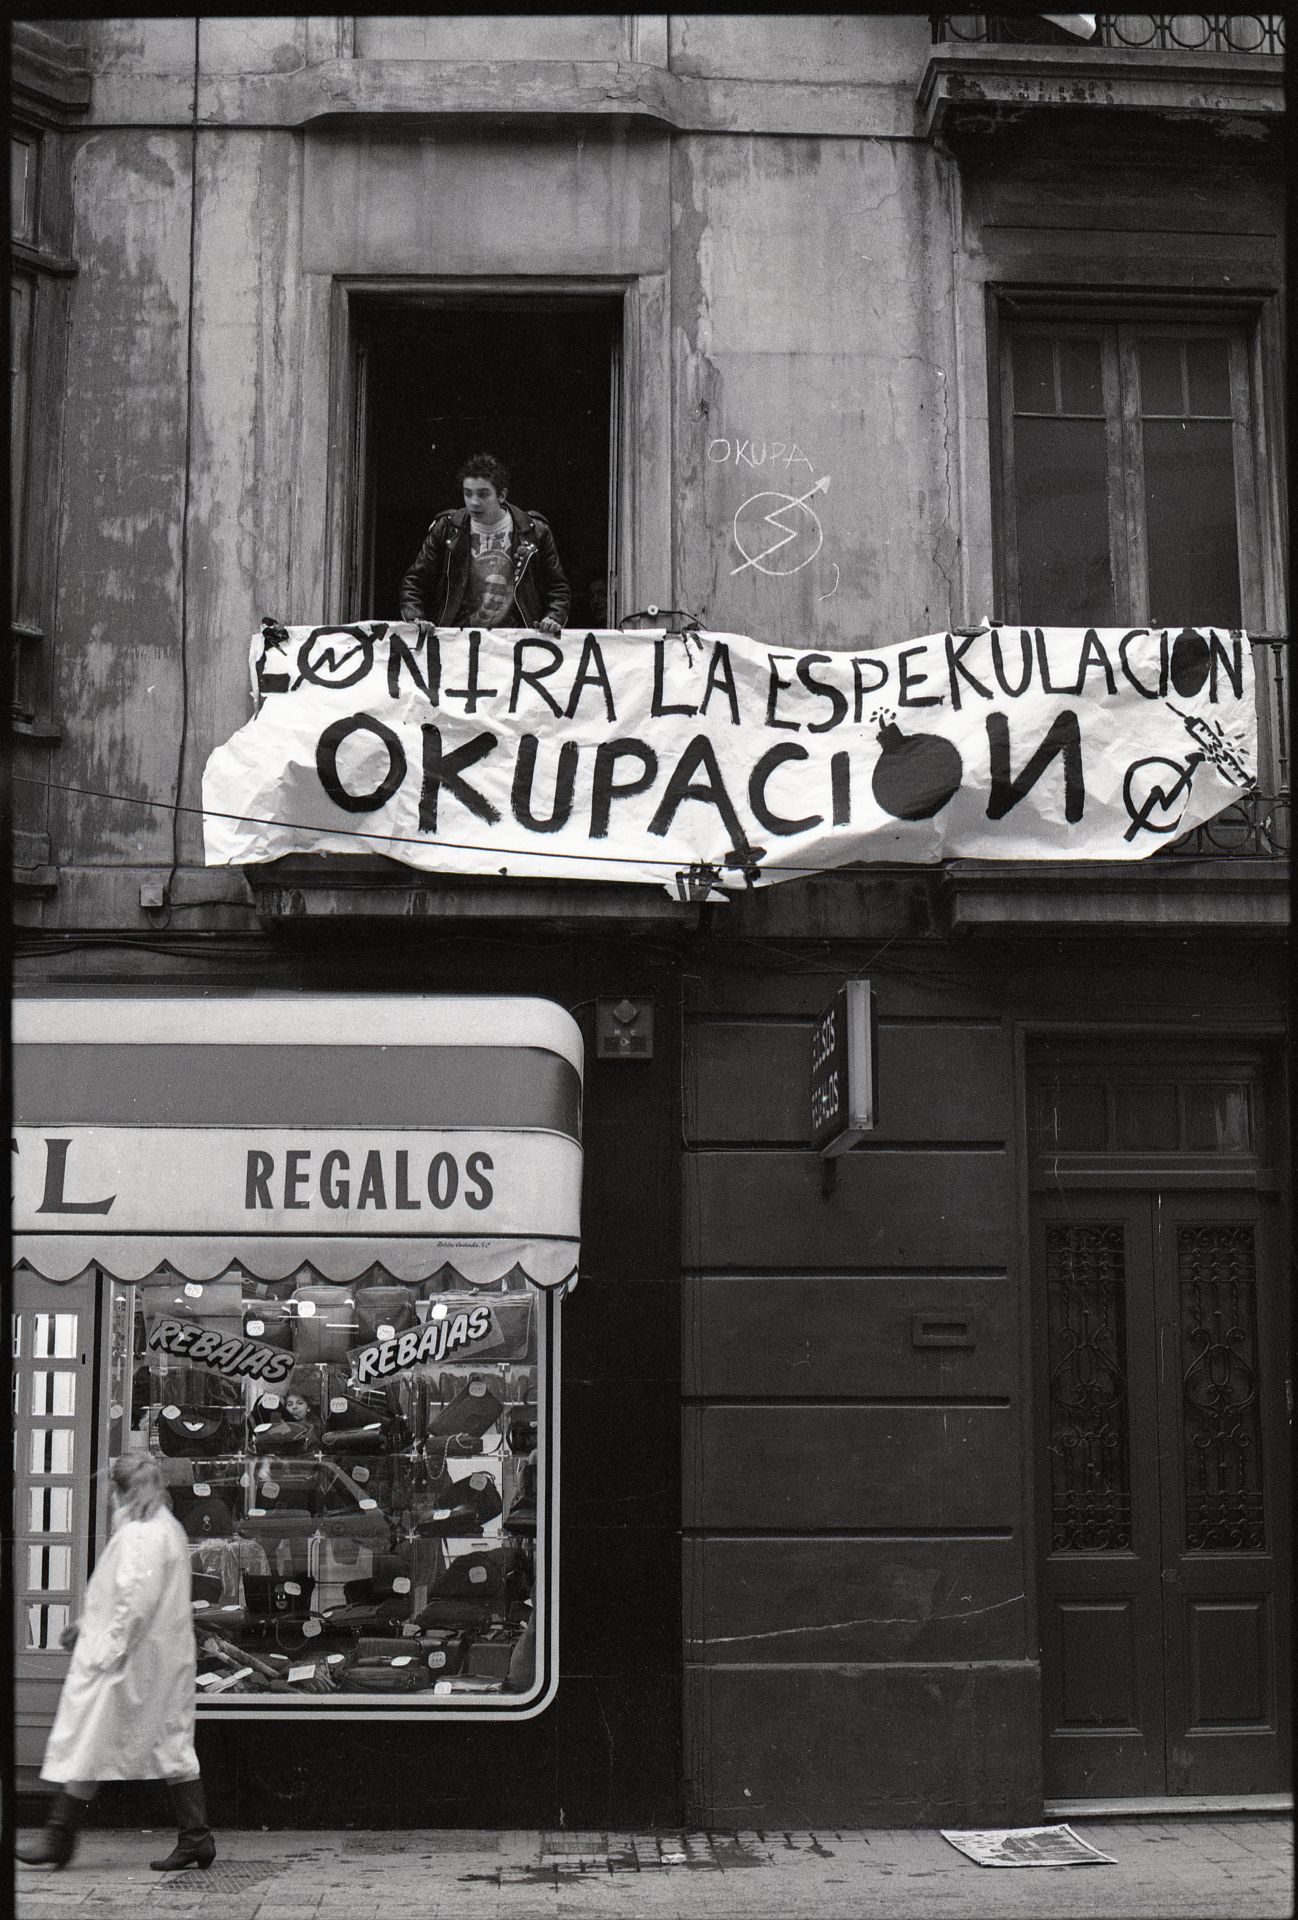 OKUPA
CONTRA LA ESPEKULACION
OKUPACION
REGALOS
REBAJAS
REBAJAS